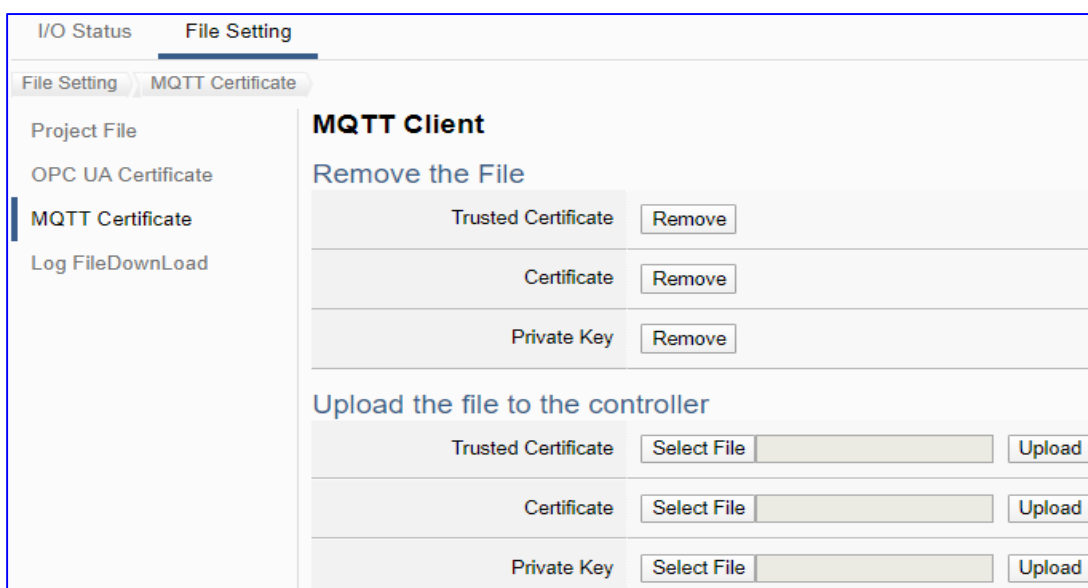 I/O Status File Setting
File Setting MQTT Certificate
Project File
OPC UA Certificate
MQTT Certificate
Log FileDownLoad
MQTT Client
Remove the File
Trusted Certificate Remove
Certificate Remove
Private Key Remove
Upload the file to the controller
Trusted Certificate Select File Upload
Certificate Select File Upload
Private Key Select File Upload